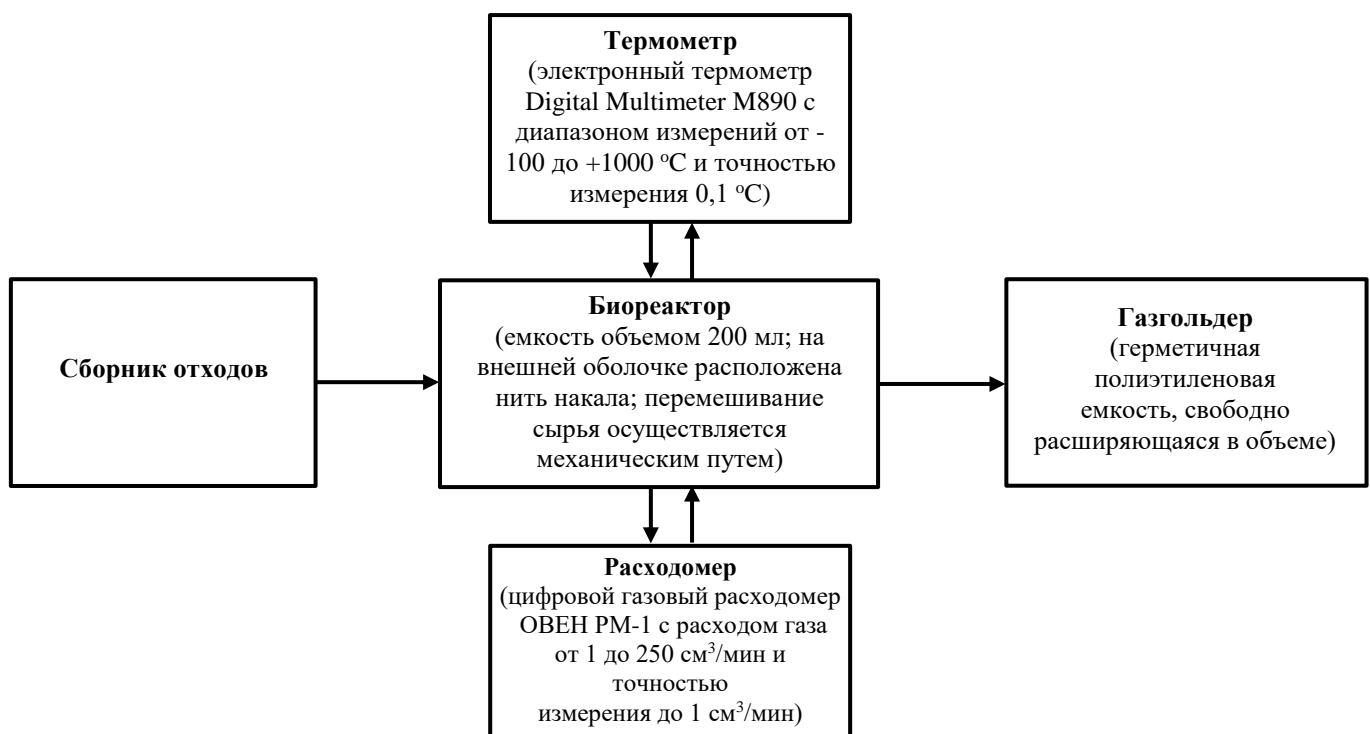 Термометр
(электронный термометр
Digital Multimeter M890 с
диапазоном измерений от -
100 до +1000 ᵒС и точностью
измерения 0,1 ᵒС)
Сборник отходов
Биореактор
(емкость объемом 200 мл; на
внешней оболочке расположена
нить накала; перемешивание
сырья осуществляется
механическим путем)
Газгольдер
(герметичная
полиэтиленовая
емкость, свободно
расширяющаяся в объеме)
Расходомер
(цифровой газовый расходомер
ОВЕН РМ-1 с расходом газа
от 1 до 250 см³/мин и
точностью
измерения до 1 см³/мин)